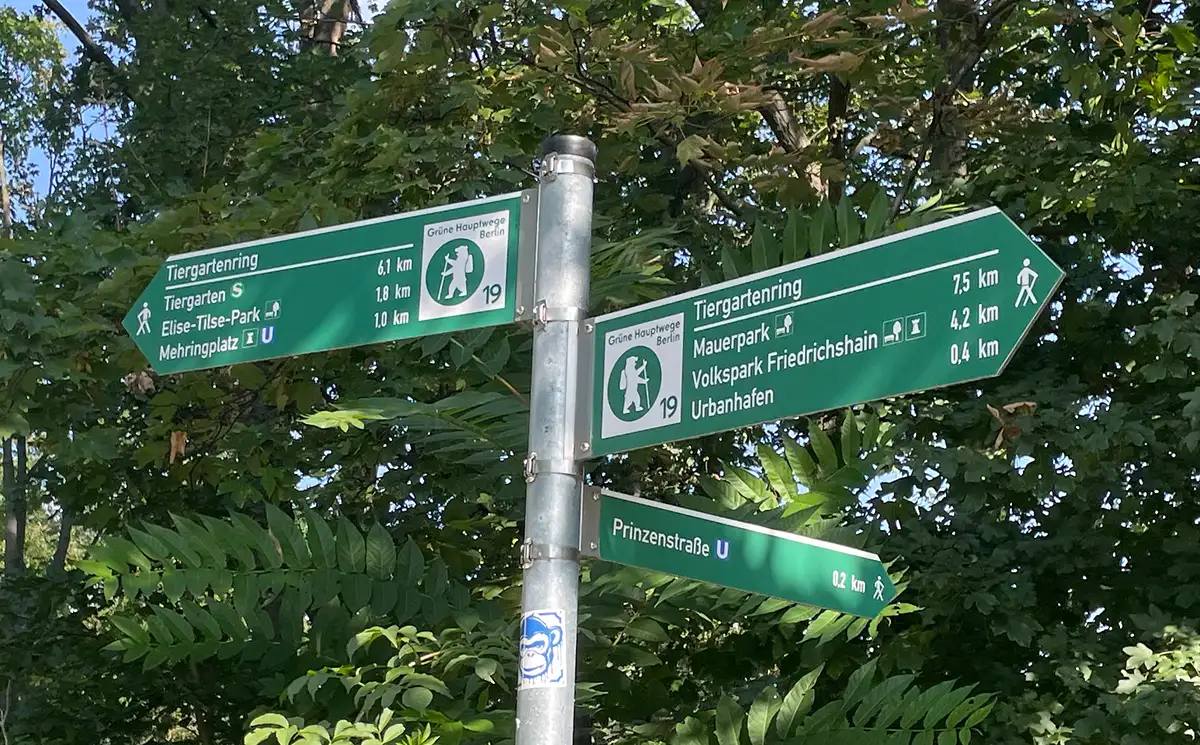 Tiergartenring
Tiergarten S 6,1 km
Elise-Tilse-Park 1,8 km
Mehringplatz U 1,0 km
Grüne Hauptwege
Berlin
19
Grüne Hauptwege
Berlin
19
Tiergartenring
Mauerpark 7,5 km
Volkspark Friedrichshain 4,2 km
Urbanhafen 0,4 km
Prinzenstraße U 0,2 km